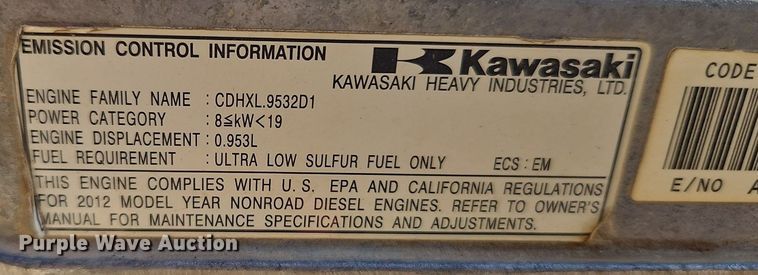 EMISSION CONTROL INFORMATION
Kawasaki
KAWASAKI HEAVY INDUSTRIES, LTD.
ENGINE FAMILY NAME : CDHXL.9532D1
POWER CATEGORY : 8≦kW<19
ENGINE DISPLACEMENT : 0.953L
FUEL REQUIREMENT : ULTRA LOW SULFUR FUEL ONLY ECS : EM
THIS ENGINE COMPLIES WITH U.S. EPA AND CALIFORNIA REGULATIONS
FOR 2012 MODEL YEAR NONROAD DIESEL ENGINES. REFER TO OWNER'S
MANUAL FOR MAINTENANCE SPECIFICATIONS AND ADJUSTMENTS.
CODE
E/NO A
Purple Wave Auction